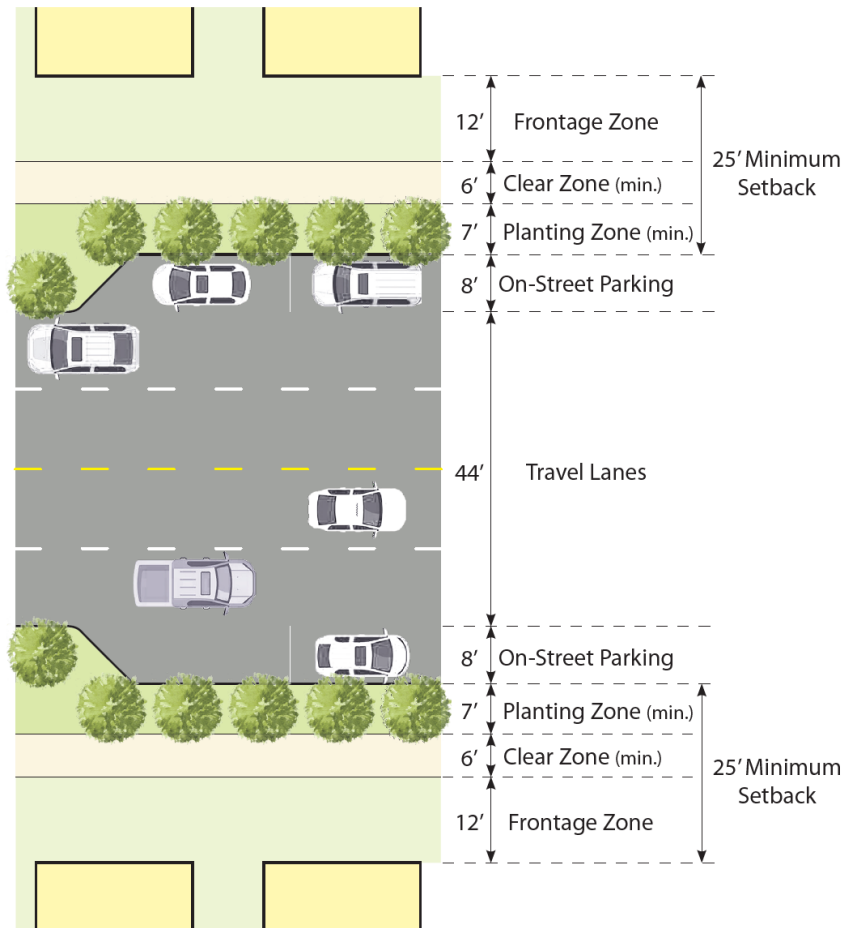 12’ Frontage Zone
25’ Minimum
Setback
6’ Clear Zone (min.)
7’ Planting Zone (min.)
8’ On-Street Parking
44’ Travel Lanes
8’ On-Street Parking
7’ Planting Zone (min.)
6’ Clear Zone (min.)
25’ Minimum
Setback
12’ Frontage Zone